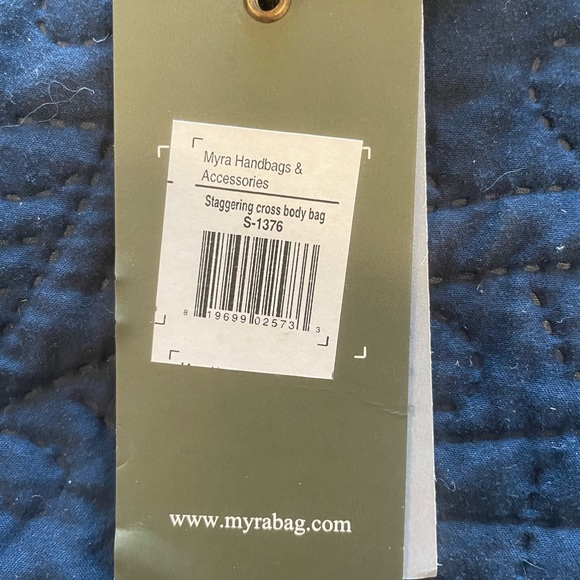 Myra Handbags &
Accessories
Staggering cross body bag
S-1376
8 19699 02573 3
www.myrabag.com